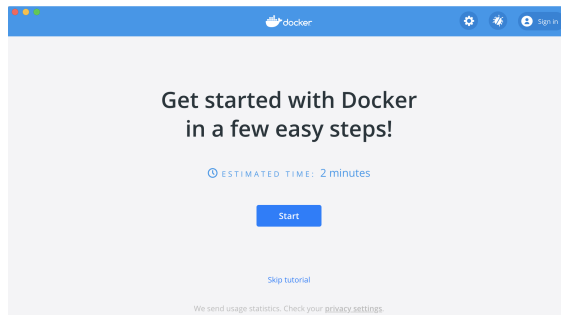 docker
Sign in
Get started with Docker
in a few easy steps!
ESTIMATED TIME: 2 minutes
Start
Skip tutorial
We send usage statistics. Check your privacy settings.